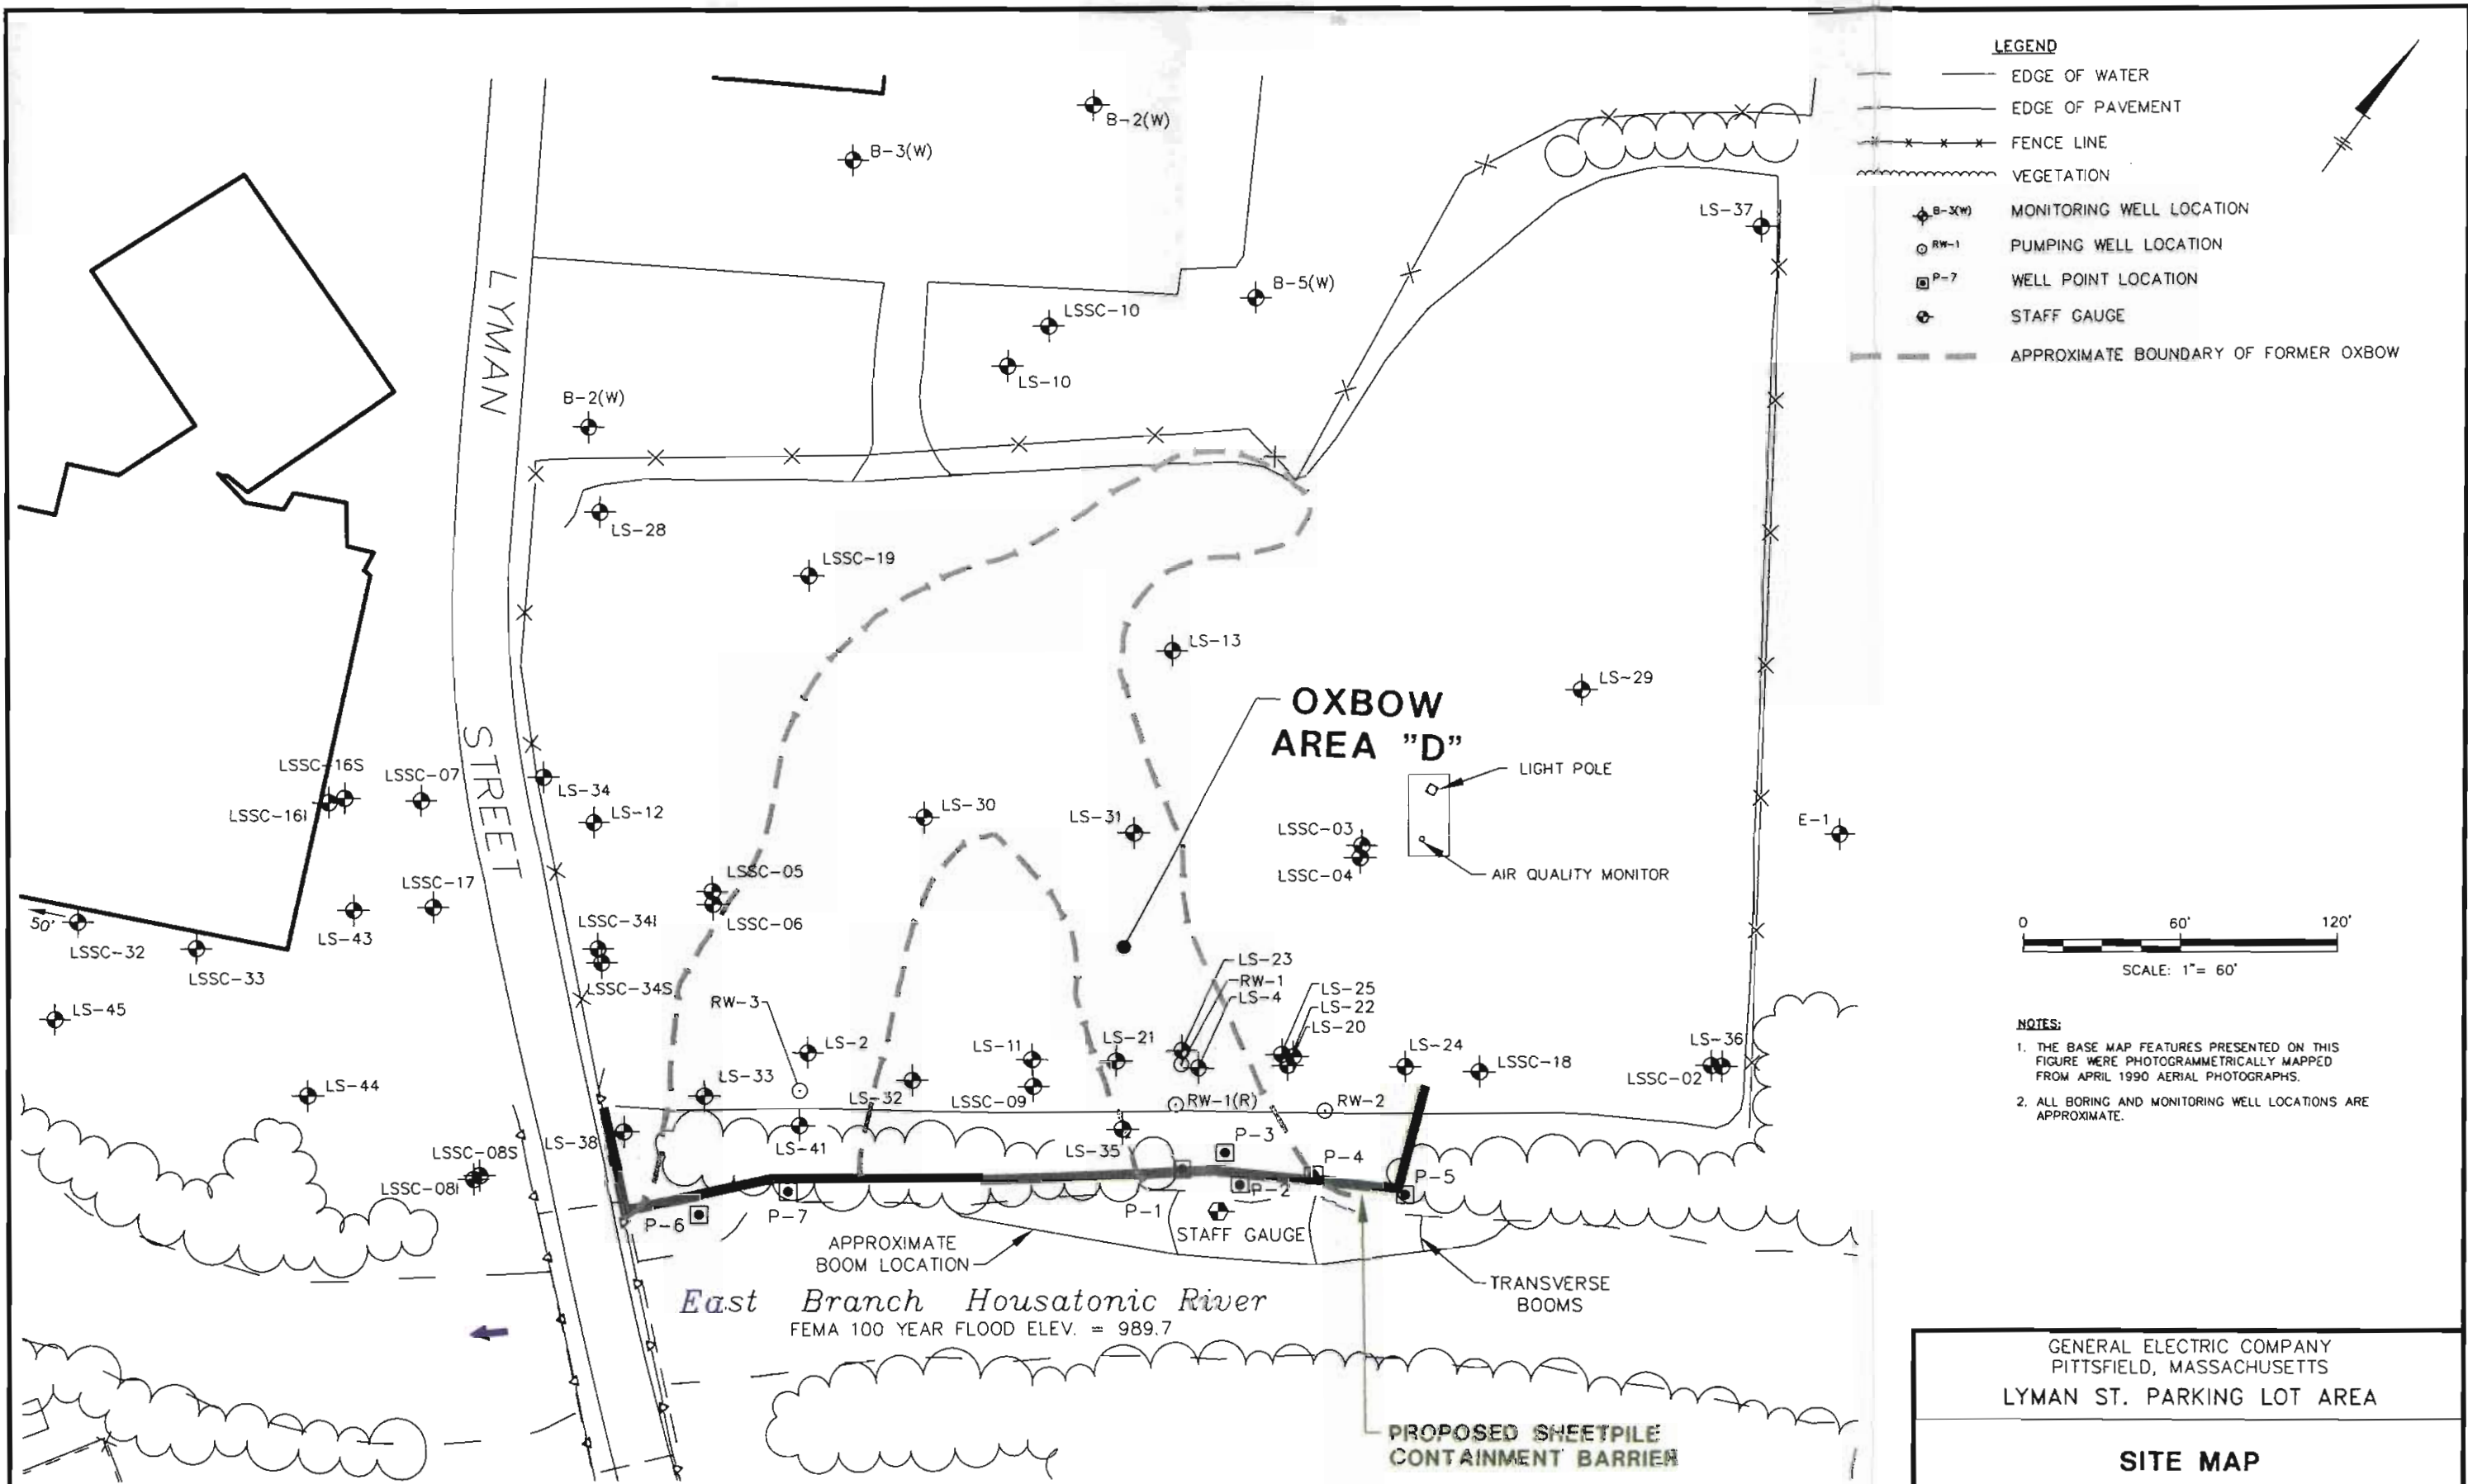 LEGEND
EDGE OF WATER
EDGE OF PAVEMENT
FENCE LINE
VEGETATION
B-3(W) MONITORING WELL LOCATION
RW-1 PUMPING WELL LOCATION
P-7 WELL POINT LOCATION
STAFF GAUGE
APPROXIMATE BOUNDARY OF FORMER OXBOW
B-2(W)
B-3(W)
LS-37
B-5(W)
LSSC-10
LS-10
B-2(W)
LYMAN
STREET
LS-28
LSSC-19
LS-13
LS-29
OXBOW
AREA "D"
LIGHT POLE
LSSC-16S
LSSC-07
LSSC-16I
LS-34
LS-12
LS-30
LS-31
LSSC-03
LSSC-04
AIR QUALITY MONITOR
E-1
LSSC-05
LSSC-06
LSSC-17
LSSC-34I
50'
LSSC-32
LSSC-33
LS-43
LSSC-34S
LS-45
RW-3
LS-23
RW-1
LS-4
LS-25
LS-22
LS-20
0 60' 120'
SCALE: 1"= 60'
LS-2
LS-11
LS-21
LS-24
LSSC-18
LS-36
LSSC-02
LS-44
LS-33
LS-32
LSSC-09
RW-1(R)
RW-2
LS-38
LS-41
LS-35
P-3
P-4
P-5
LSSC-08S
LSSC-08I
P-6
P-7
P-1
P-2
STAFF GAUGE
APPROXIMATE
BOOM LOCATION
TRANSVERSE
BOOMS
East Branch Housatonic River
FEMA 100 YEAR FLOOD ELEV. = 989.7
PROPOSED SHEETPILE
CONTAINMENT BARRIER
NOTES:
1. THE BASE MAP FEATURES PRESENTED ON THIS
FIGURE WERE PHOTOGRAMMETRICALLY MAPPED
FROM APRIL 1990 AERIAL PHOTOGRAPHS.
2. ALL BORING AND MONITORING WELL LOCATIONS ARE
APPROXIMATE.
GENERAL ELECTRIC COMPANY
PITTSFIELD, MASSACHUSETTS
LYMAN ST. PARKING LOT AREA
SITE MAP